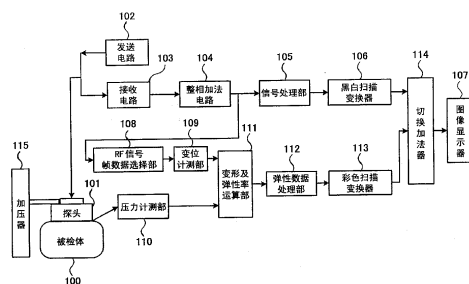 102
发送
电路
103
接收
电路
104
整相加法
电路
105
信号处理部
106
黑白扫描
变换器
114
切换加法器
107
图像显示器
108
RF信号
帧数据选择部
109
变位
计测部
111
变形及弹性率运算部
112
弹性数据
处理部
113
彩色扫描
变换器
115
加压器
101
探头
压力计测部
110
被检体
100